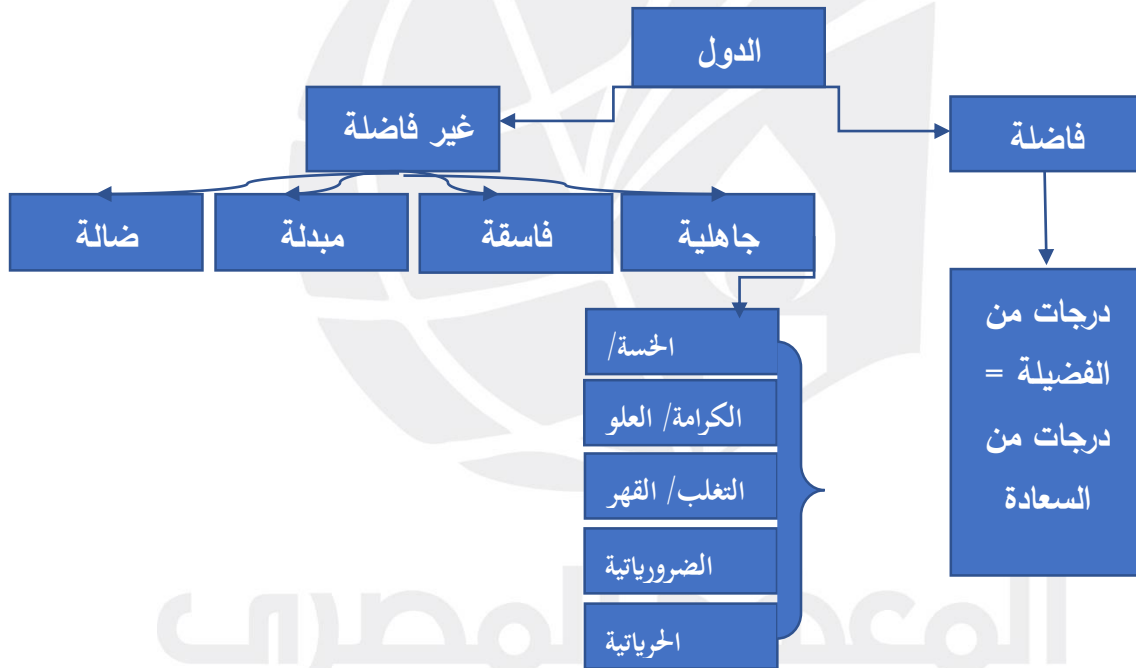 الدول
فاضلة
غير فاضلة
جاهلية
فاسقة
مبدلة
ضالة
درجات من
الفضيلة =
درجات من
السعادة
الخسة/
الكرامة/ العلو
التغلب/ القهر
الضرورياتية
الحرياتية